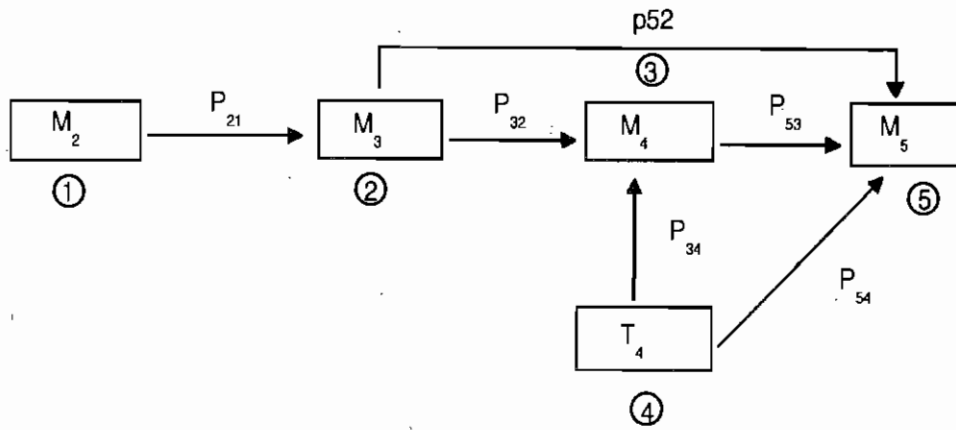 p52
③
M₂
P₂₁
M₃
P₃₂
M₄
P₅₃
M₅
①
②
⑤
P₃₄
P₅₄
T₄
④